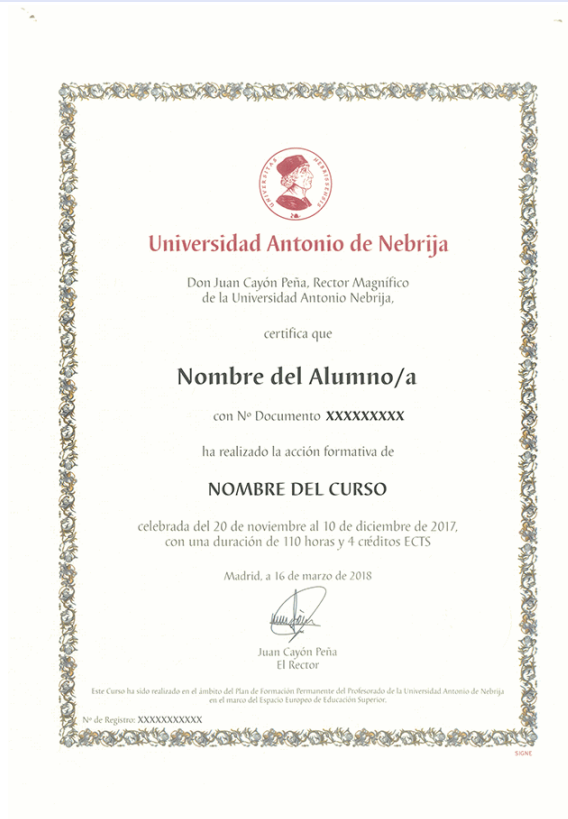 UNIVERSITAS NEBRISSENSIS
Universidad Antonio de Nebrija
Don Juan Cayón Peña, Rector Magnífico
de la Universidad Antonio Nebrija,
certifica que
Nombre del Alumno/a
con Nº Documento XXXXXXXXX
ha realizado la acción formativa de
NOMBRE DEL CURSO
celebrada del 20 de noviembre al 10 de diciembre de 2017,
con una duración de 110 horas y 4 créditos ECTS
Madrid, a 16 de marzo de 2018
Juan Cayón Peña
El Rector
Este Curso ha sido realizado en el ámbito del Plan de Formación Permanente del Profesorado de la Universidad Antonio de Nebrija
en el marco del Espacio Europeo de Educación Superior.
Nº de Registro: XXXXXXXXXXX
SIGNE